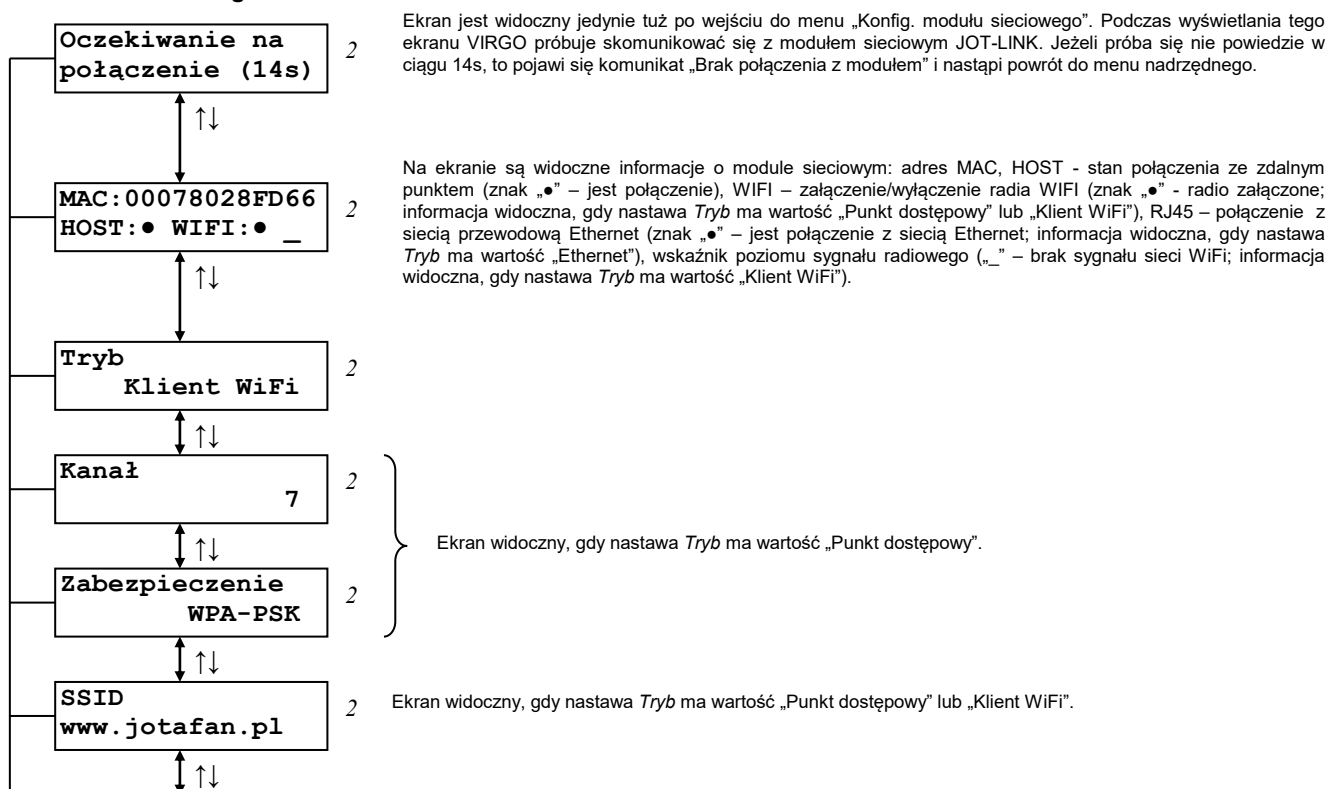 Oczekiwanie na
połączenie (14s)
2
Ekran jest widoczny jedynie tuż po wejściu do menu „Konfig. modułu sieciowego”. Podczas wyświetlania tego
ekranu VIRGO próbuje skomunikować się z modułem sieciowym JOT-LINK. Jeżeli próba się nie powiedzie w
ciągu 14s, to pojawi się komunikat „Brak połączenia z modułem” i nastąpi powrót do menu nadrzędnego.
↑↓
MAC:00078028FD66
HOST:● WIFI:● _
2
Na ekranie są widoczne informacje o module sieciowym: adres MAC, HOST - stan połączenia ze zdalnym
punktem (znak „●” – jest połączenie), WIFI – załączenie/wyłączenie radia WIFI (znak „●” - radio załączone;
informacja widoczna, gdy nastawa Tryb ma wartość „Punkt dostępowy” lub „Klient WiFi”), RJ45 – połączenie z
siecią przewodową Ethernet (znak „●” – jest połączenie z siecią Ethernet; informacja widoczna, gdy nastawa
Tryb ma wartość „Ethernet”), wskaźnik poziomu sygnału radiowego („_” – brak sygnału sieci WiFi; informacja
widoczna, gdy nastawa Tryb ma wartość „Klient WiFi”).
↑↓
Tryb
Klient WiFi
2
↑↓
Kanał
7
2
↑↓
Ekran widoczny, gdy nastawa Tryb ma wartość „Punkt dostępowy”.
Zabezpieczenie
WPA-PSK
2
↑↓
SSID
www.jotafan.pl
2
Ekran widoczny, gdy nastawa Tryb ma wartość „Punkt dostępowy” lub „Klient WiFi”.
↑↓